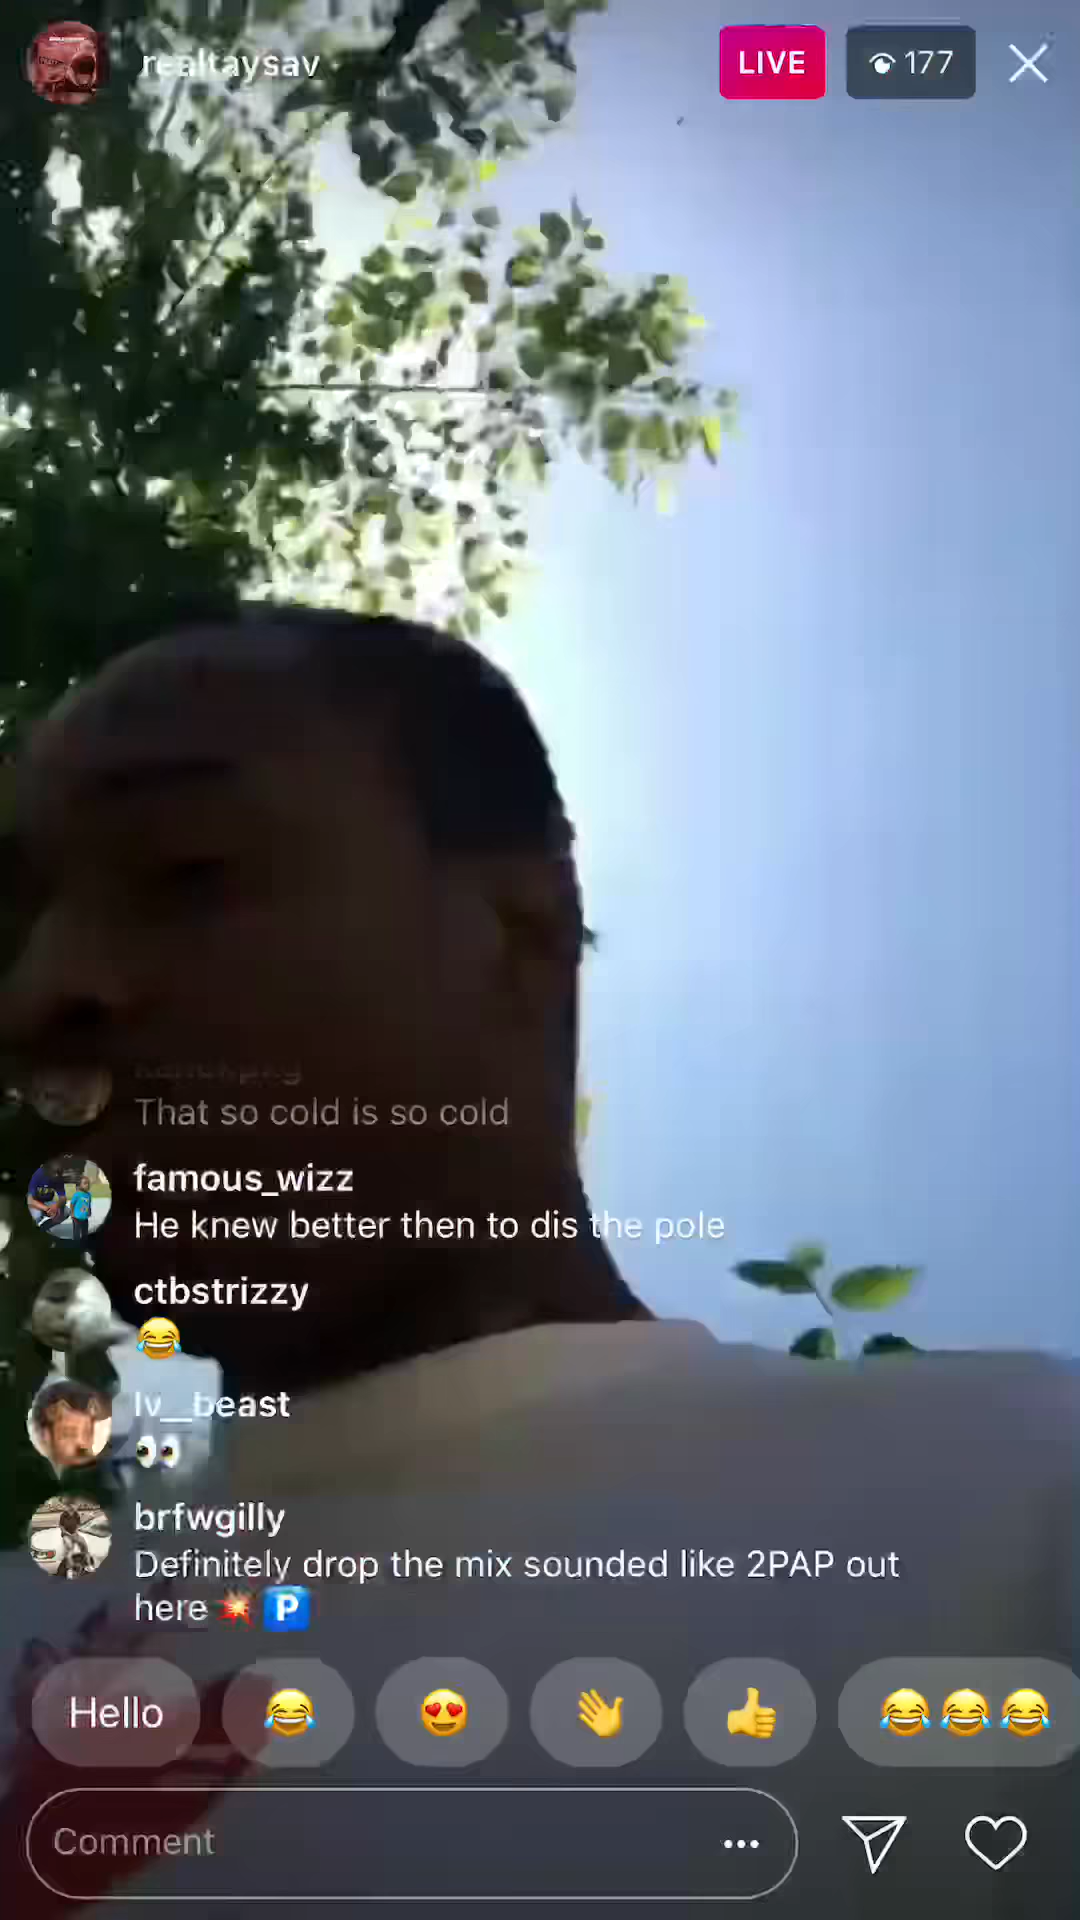 realtaysav
LIVE
177
That so cold is so cold
famous_wizz
He knew better then to dis the pole
ctbstrizzy
😂
lv__beast
👀
brfwgilly
Definitely drop the mix sounded like 2PAP out
here 💥 🅿️
Hello
😂 😍 👋 👍 😂😂😂
Comment